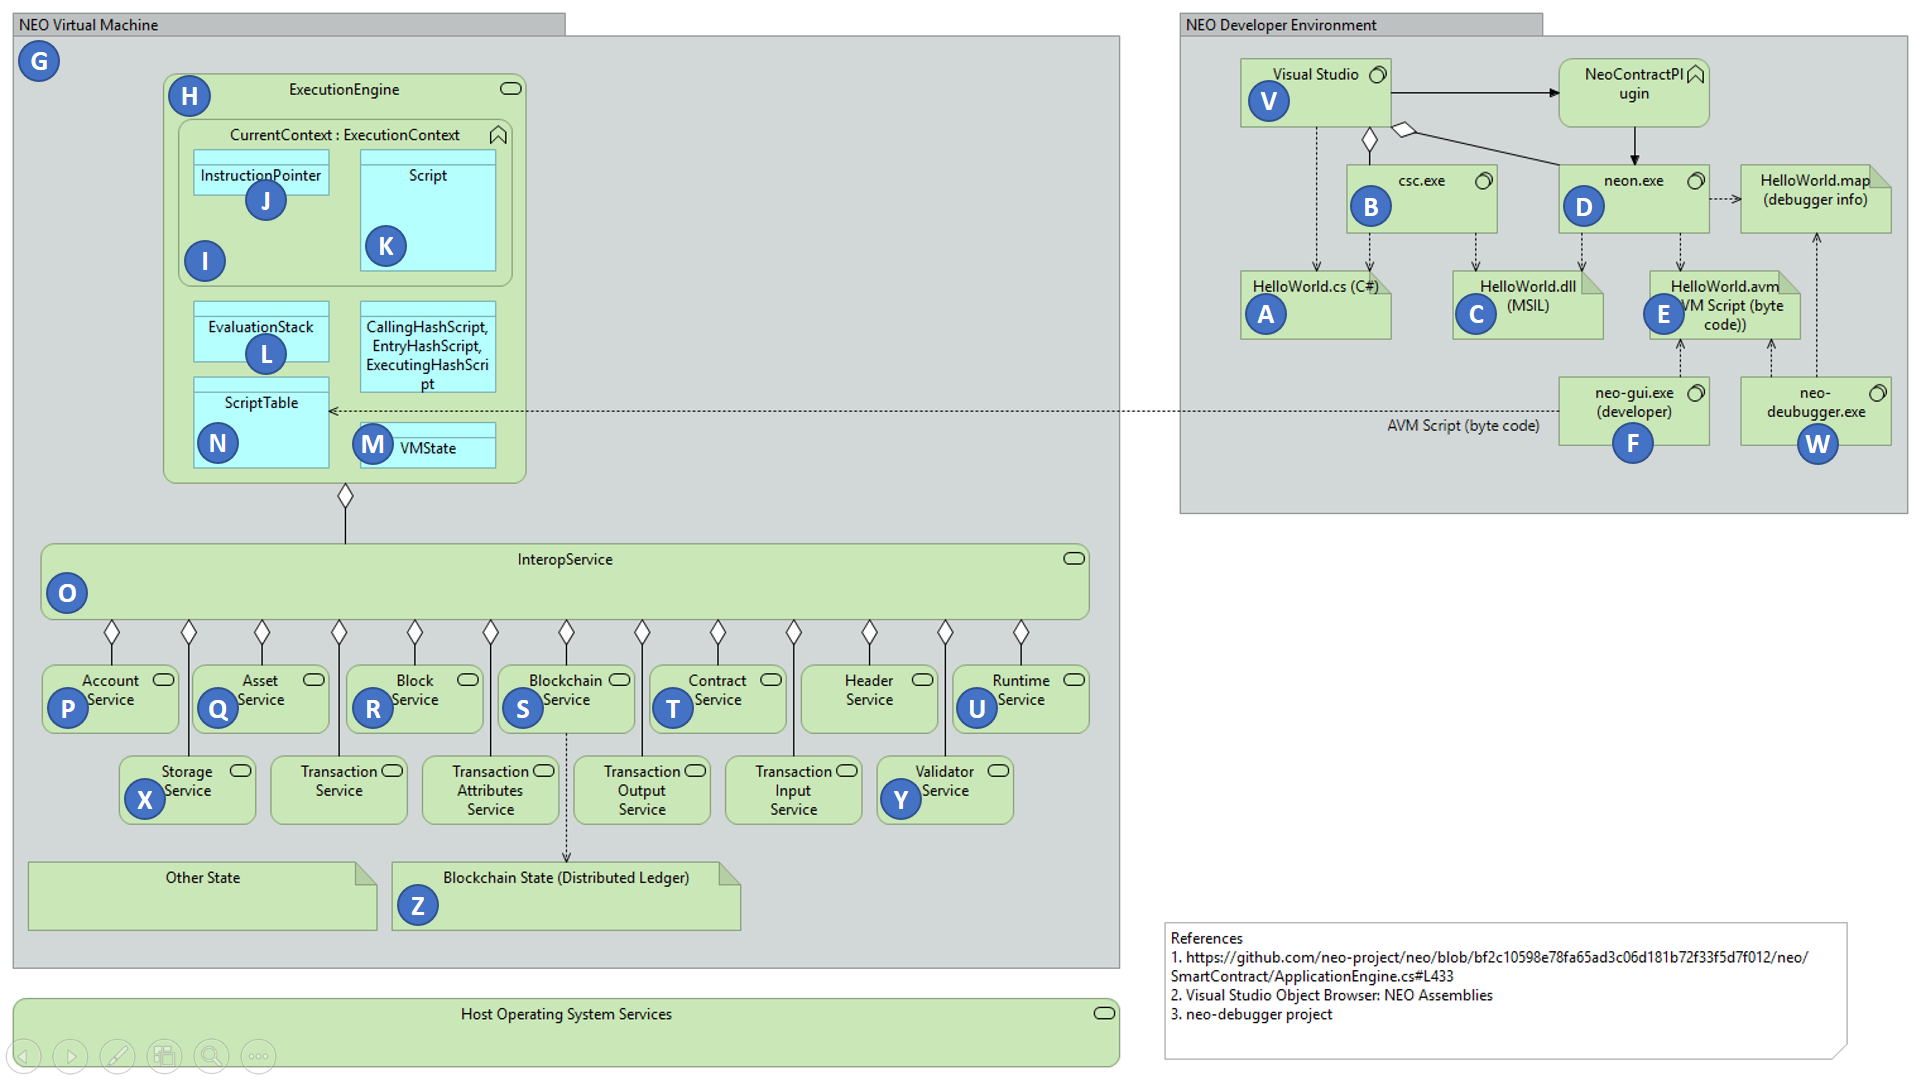 NEO Virtual Machine
G
H
ExecutionEngine
CurrentContext : ExecutionContext
InstructionPointer
J
Script
K
I
EvaluationStack
L
CallingHashScript,
EntryHashScript,
ExecutingHashScri
pt
ScriptTable
N
M
VMState
InteropService
O
Account
Service
P
Asset
Service
Q
Block
Service
R
Blockchain
Service
S
Contract
Service
T
Header
Service
Runtime
Service
U
Storage
Service
X
Transaction
Service
Transaction
Attributes
Service
Transaction
Output
Service
Transaction
Input
Service
Validator
Service
Y
Other State
Blockchain State (Distributed Ledger)
Z
Host Operating System Services
NEO Developer Environment
Visual Studio
V
NeoContractPl
ugin
csc.exe
B
neon.exe
D
HelloWorld.map
(debugger info)
HelloWorld.cs (C#)
A
HelloWorld.dll
(MSIL)
C
HelloWorld.avm
VM Script (byte
code))
E
neo-gui.exe
(developer)
F
neo-
deubugger.exe
W
AVM Script (byte code)
References
1. https://github.com/neo-project/neo/blob/bf2c10598e78fa65ad3c06d181b72f33f5d7f012/neo/
SmartContract/ApplicationEngine.cs#L433
2. Visual Studio Object Browser: NEO Assemblies
3. neo-debugger project